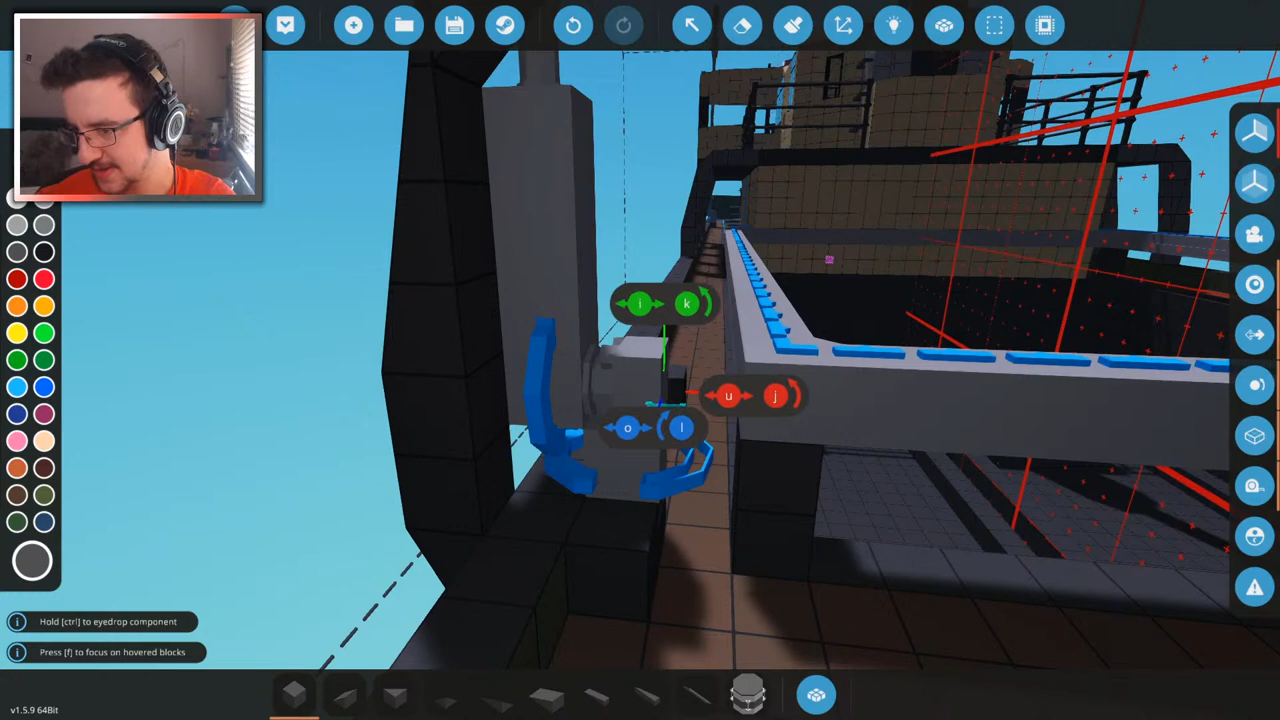 i k
u j
o l
Hold [ctrl] to eyedrop component
Press [f] to focus on hovered blocks
v1.5.9 64Bit